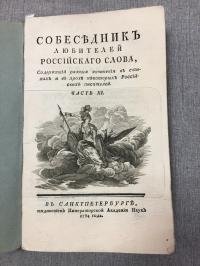 СОБЕСѢДНИКЪ
ЛЮБИТЕЛЕЙ
РОССІЙСКАГО СЛОВА,
Содержащій разныя сочиненія въ сти-
хахъ и въ прозѣ нѣкоторыхъ Россій-
скихъ писателей.
ЧАСТЬ XI.
ВЪ САНКТПЕТЕРБУРГѢ,
иждивеніемъ Императорской Академіи Наукъ
1784 года.